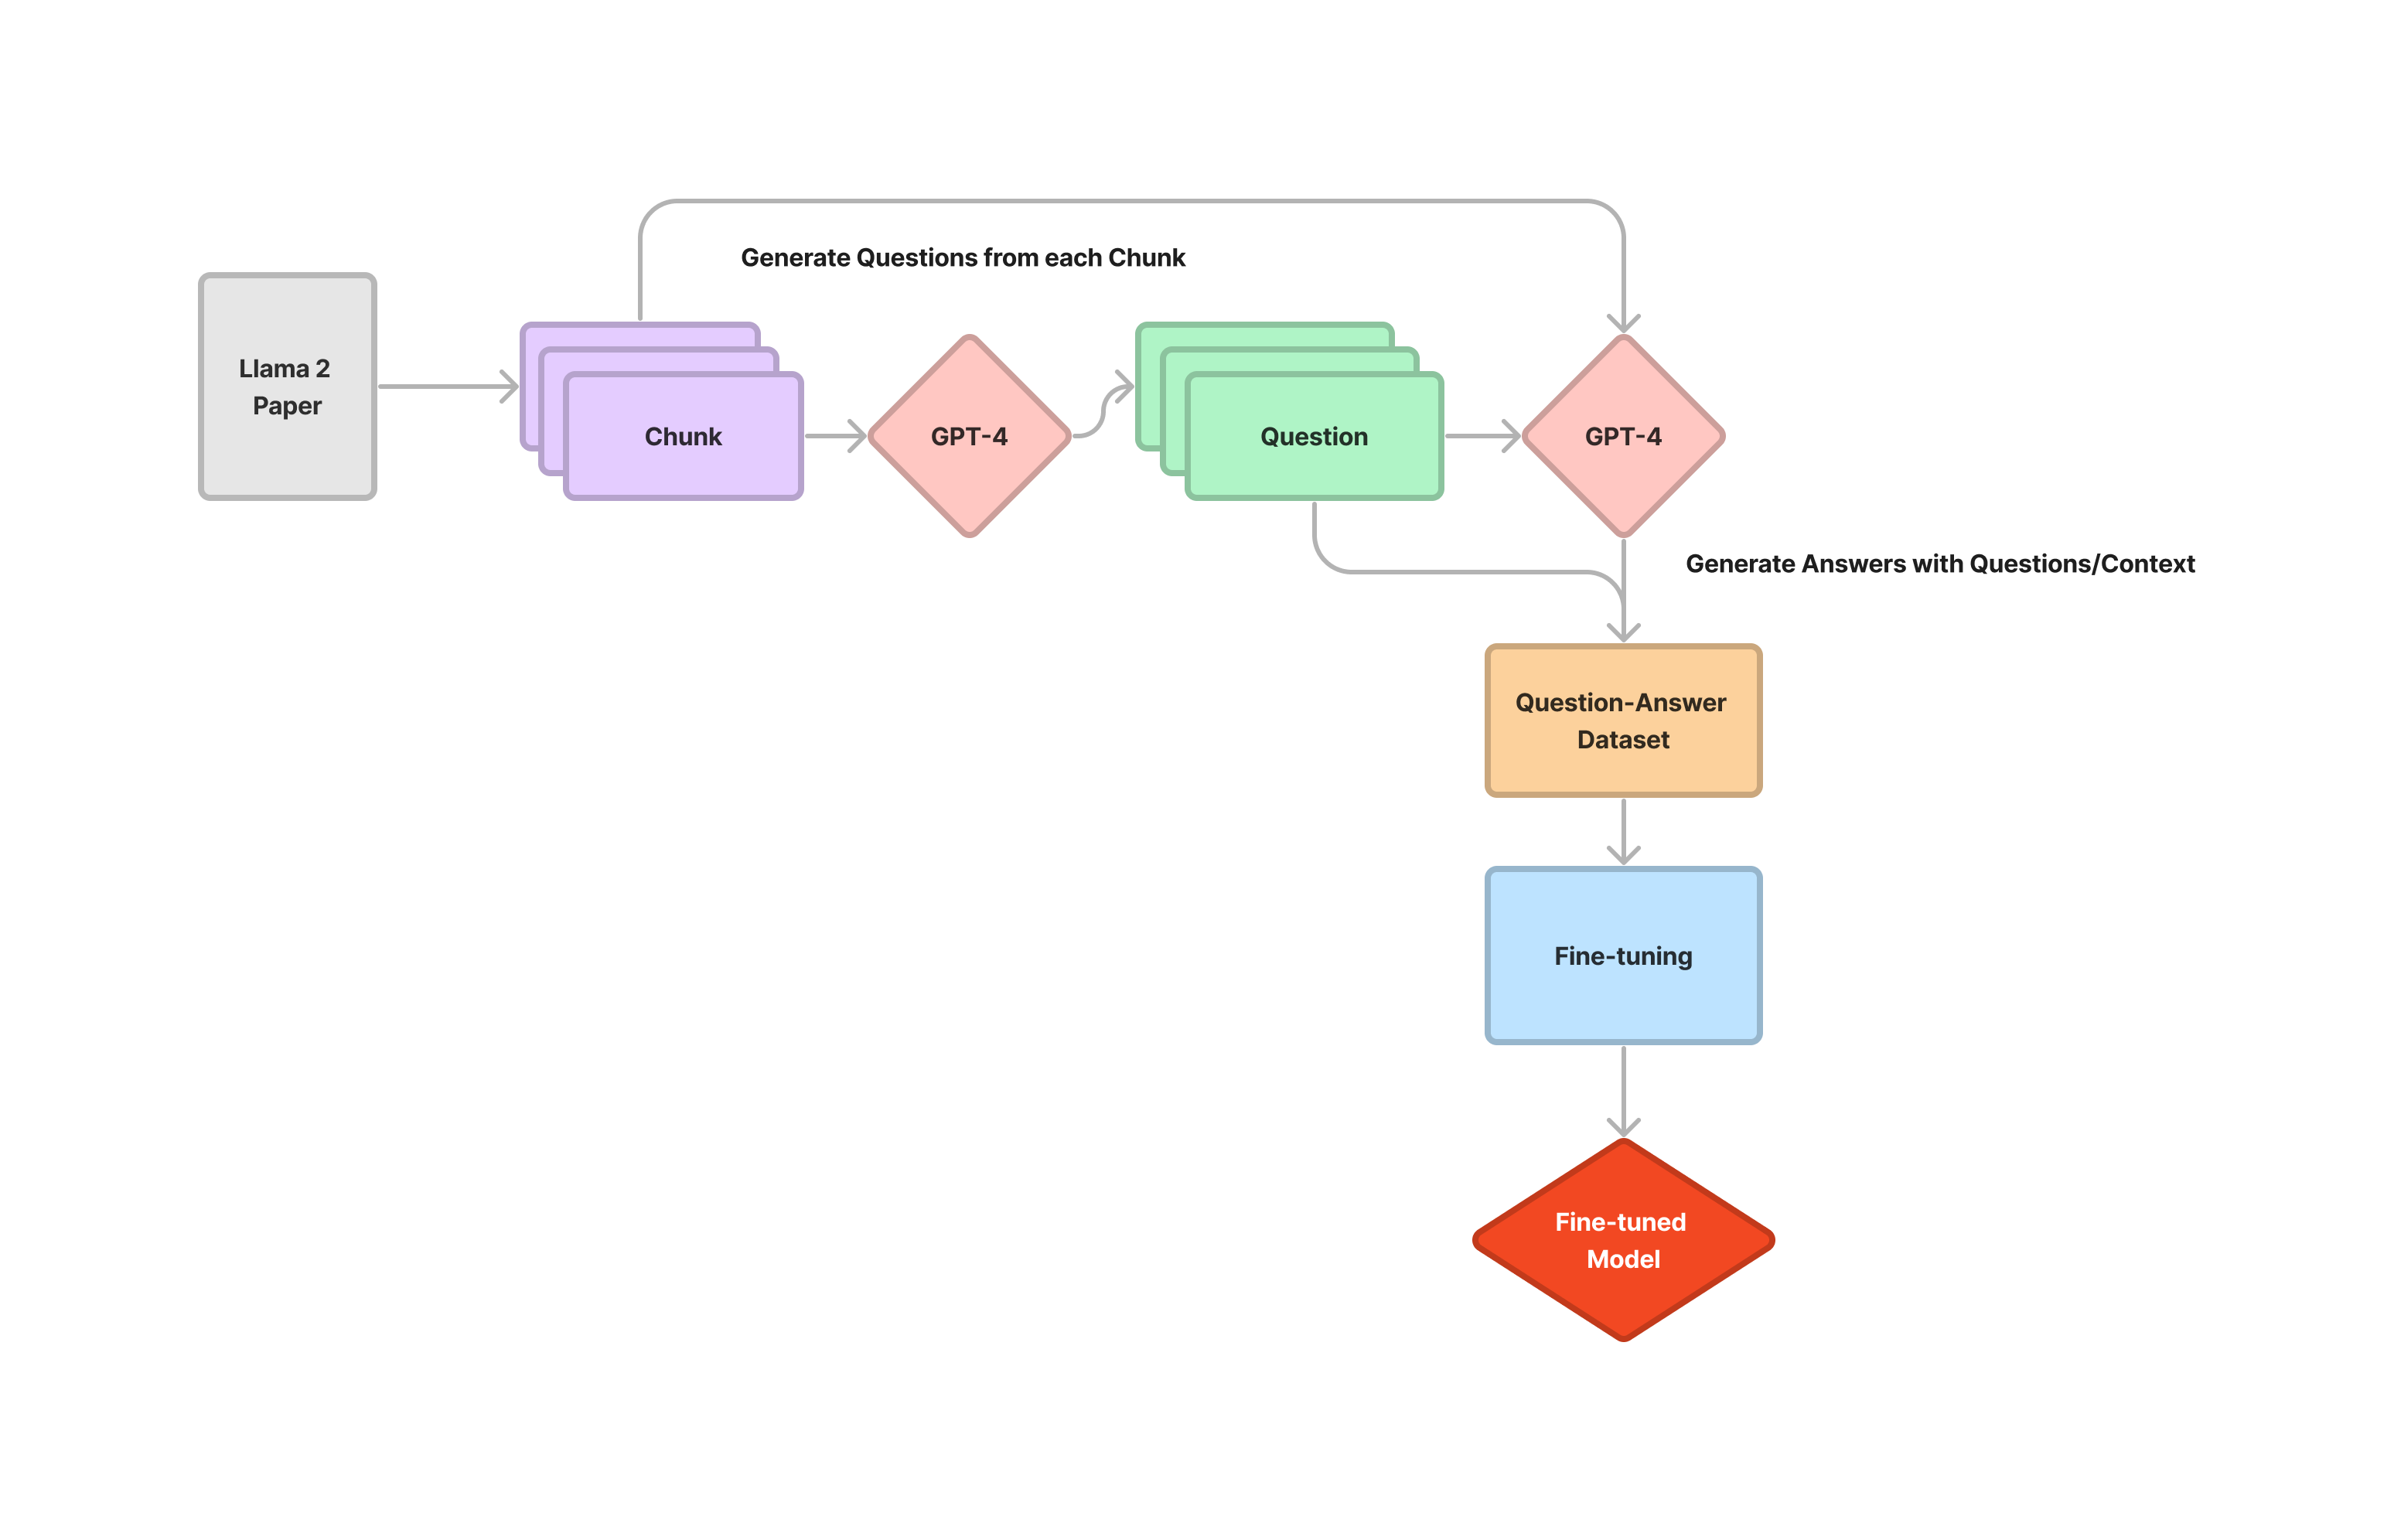 Generate Questions from each Chunk
Llama 2
Paper
Chunk
GPT-4
Question
GPT-4
Generate Answers with Questions/Context
Question-Answer
Dataset
Fine-tuning
Fine-tuned
Model